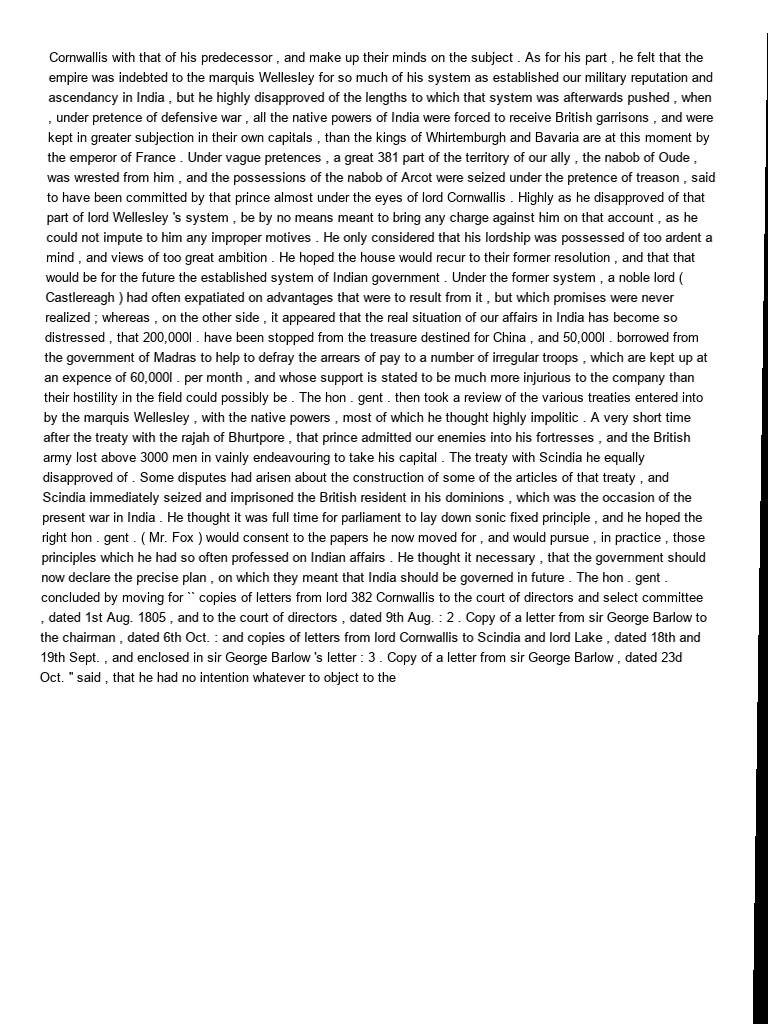 Cornwallis with that of his predecessor , and make up their minds on the subject . As for his part , he felt that the
empire was indebted to the marquis Wellesley for so much of his system as established our military reputation and
ascendancy in India , but he highly disapproved of the lengths to which that system was afterwards pushed , when
, under pretence of defensive war , all the native powers of India were forced to receive British garrisons , and were
kept in greater subjection in their own capitals , than the kings of Whirtemburgh and Bavaria are at this moment by
the emperor of France . Under vague pretences , a great 381 part of the territory of our ally , the nabob of Oude ,
was wrested from him , and the possessions of the nabob of Arcot were seized under the pretence of treason , said
to have been committed by that prince almost under the eyes of lord Cornwallis . Highly as he disapproved of that
part of lord Wellesley 's system , be by no means meant to bring any charge against him on that account , as he
could not impute to him any improper motives . He only considered that his lordship was possessed of too ardent a
mind , and views of too great ambition . He hoped the house would recur to their former resolution , and that that
would be for the future the established system of Indian government . Under the former system , a noble lord (
Castlereagh ) had often expatiated on advantages that were to result from it , but which promises were never
realized ; whereas , on the other side , it appeared that the real situation of our affairs in India has become so
distressed , that 200,000l . have been stopped from the treasure destined for China , and 50,000l . borrowed from
the government of Madras to help to defray the arrears of pay to a number of irregular troops , which are kept up at
an expence of 60,000l . per month , and whose support is stated to be much more injurious to the company than
their hostility in the field could possibly be . The hon . gent . then took a review of the various treaties entered into
by the marquis Wellesley , with the native powers , most of which he thought highly impolitic . A very short time
after the treaty with the rajah of Bhurtpore , that prince admitted our enemies into his fortresses , and the British
army lost above 3000 men in vainly endeavouring to take his capital . The treaty with Scindia he equally
disapproved of . Some disputes had arisen about the construction of some of the articles of that treaty , and
Scindia immediately seized and imprisoned the British resident in his dominions , which was the occasion of the
present war in India . He thought it was full time for parliament to lay down sonic fixed principle , and he hoped the
right hon . gent . ( Mr. Fox ) would consent to the papers he now moved for , and would pursue , in practice , those
principles which he had so often professed on Indian affairs . He thought it necessary , that the government should
now declare the precise plan , on which they meant that India should be governed in future . The hon . gent .
concluded by moving for `` copies of letters from lord 382 Cornwallis to the court of directors and select committee
, dated 1st Aug. 1805 , and to the court of directors , dated 9th Aug. : 2 . Copy of a letter from sir George Barlow to
the chairman , dated 6th Oct. : and copies of letters from lord Cornwallis to Scindia and lord Lake , dated 18th and
19th Sept. , and enclosed in sir George Barlow 's letter : 3 . Copy of a letter from sir George Barlow , dated 23d
Oct. " said , that he had no intention whatever to object to the